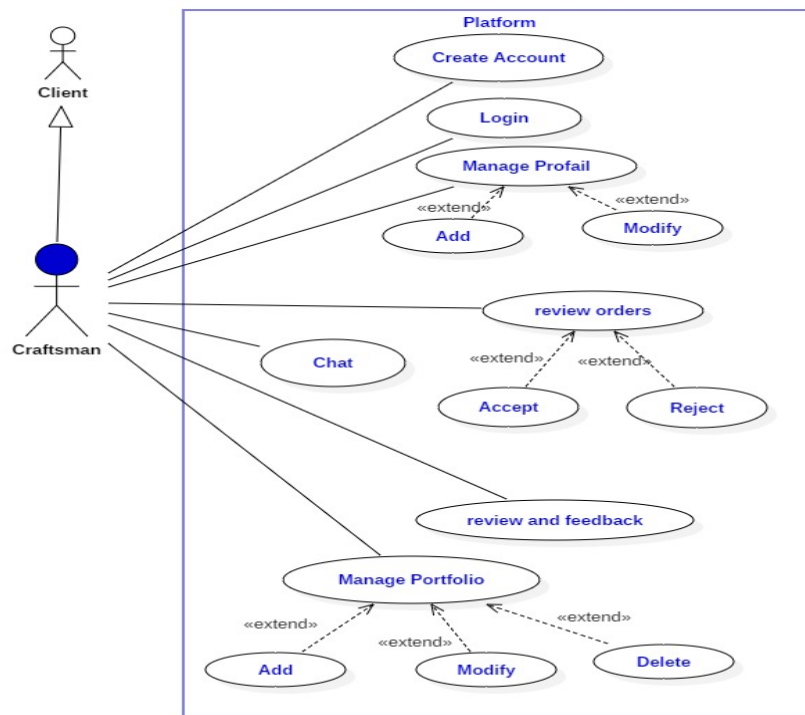 Platform
Client
Create Account
Login
Manage Profail
«extend»
«extend»
Add
Modify
Craftsman
review orders
Chat
«extend»
«extend»
Accept
Reject
review and feedback
Manage Portfolio
«extend»
«extend»
«extend»
Add
Modify
Delete